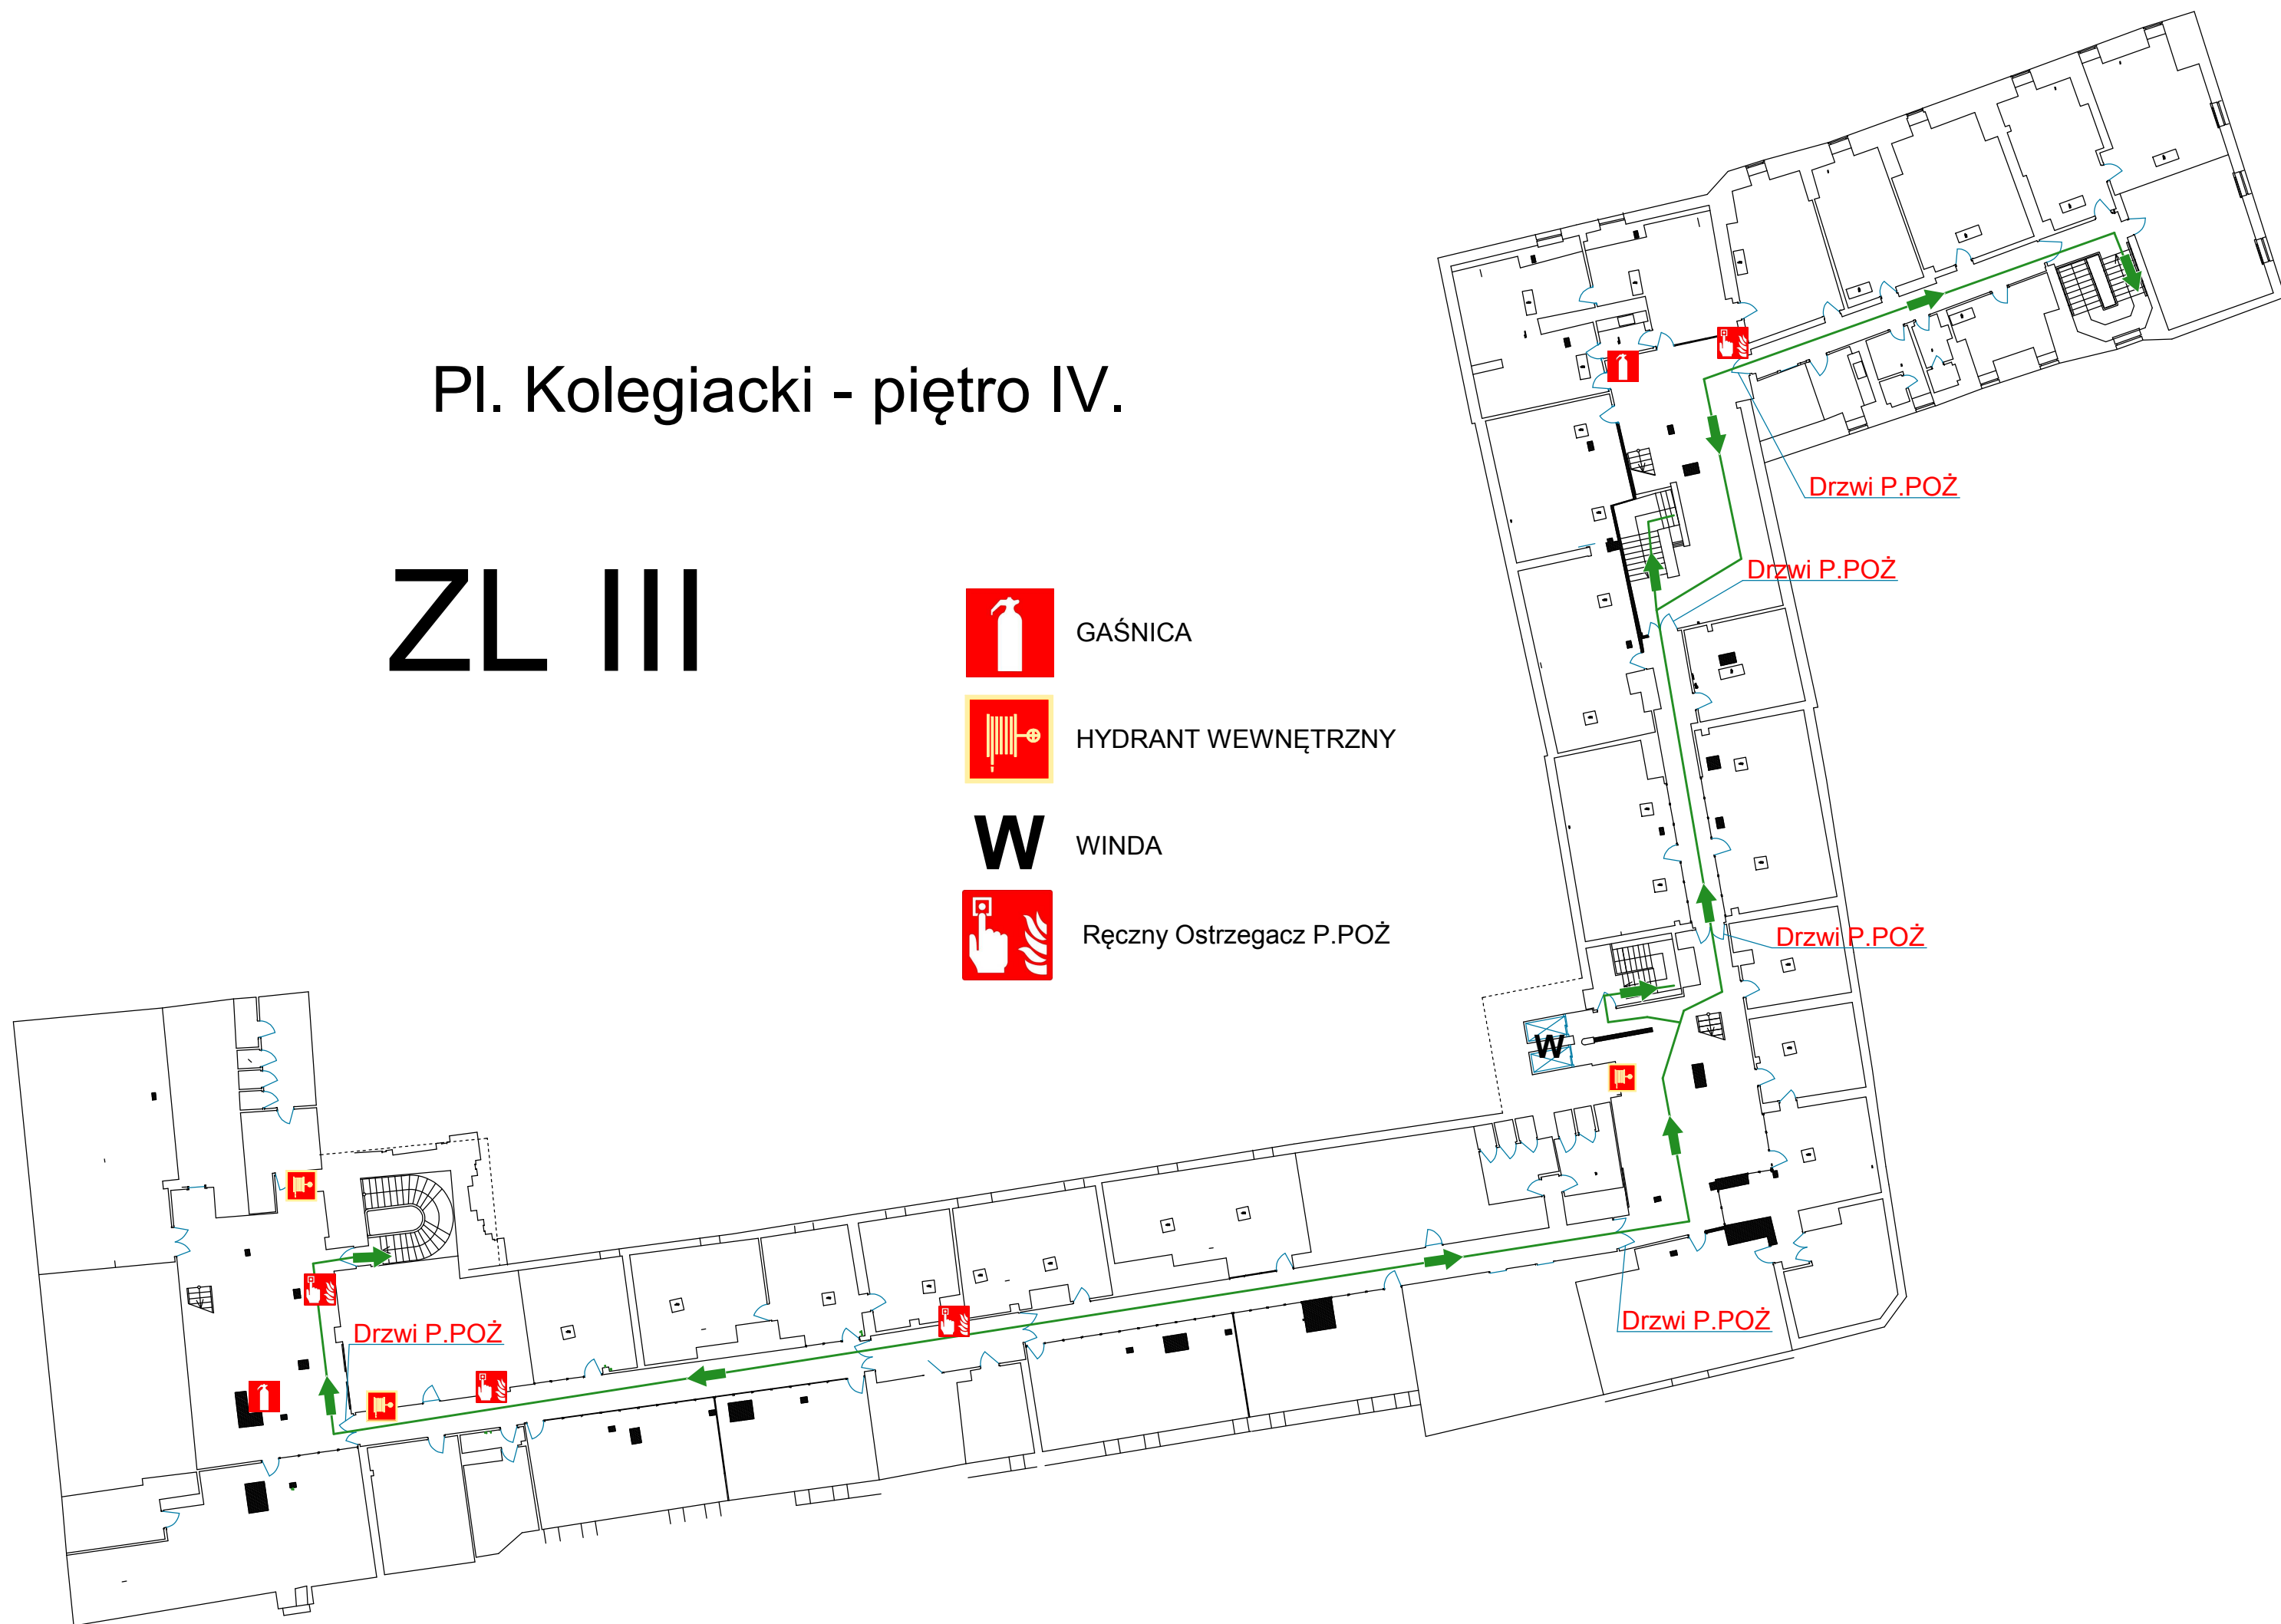 Pl. Kolegiacki - piętro IV.
ZL III
GAŚNICA
HYDRANT WEWNĘTRZNY
W WINDA
Ręczny Ostrzegacz P.POŻ
Drzwi P.POŻ
Drzwi P.POŻ
Drzwi P.POŻ
W
Drzwi P.POŻ
Drzwi P.POŻ